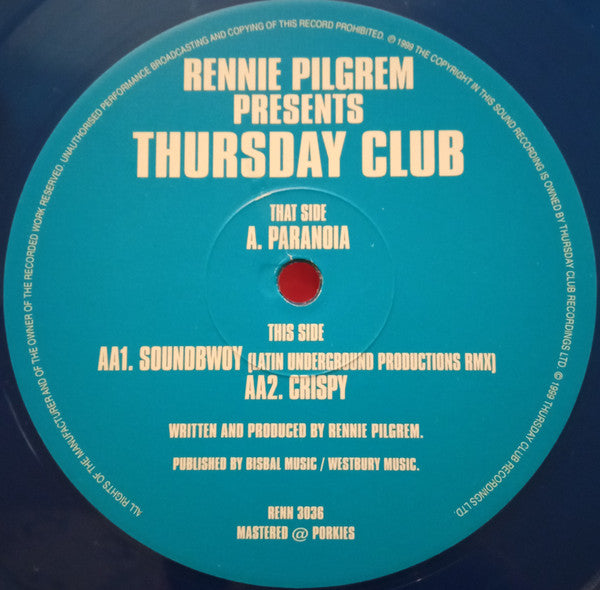 RENNIE PILGREM
PRESENTS
THURSDAY CLUB
THAT SIDE
A. PARANOIA
THIS SIDE
AA1. SOUNDBWOY (LATIN UNDERGROUND PRODUCTIONS RMX)
AA2. CRISPY
WRITTEN AND PRODUCED BY RENNIE PILGREM.
PUBLISHED BY BISBAL MUSIC / WESTBURY MUSIC.
RENN 3036
MASTERED @ PORKIES
ALL RIGHTS OF THE MANUFACTURER AND OF THE OWNER OF THE RECORDED WORK RESERVED. UNAUTHORISED PERFORMANCE BROADCASTING AND COPYING OF THIS RECORD PORHIBITED. © 1999 THE COPYRIGHT IN THIS SOUND RECORDING IS OWNED BY THURSDAY CLUB RECORDINGS LTD © 1999 THURSDAY CLUB RECORDINGS LTD.